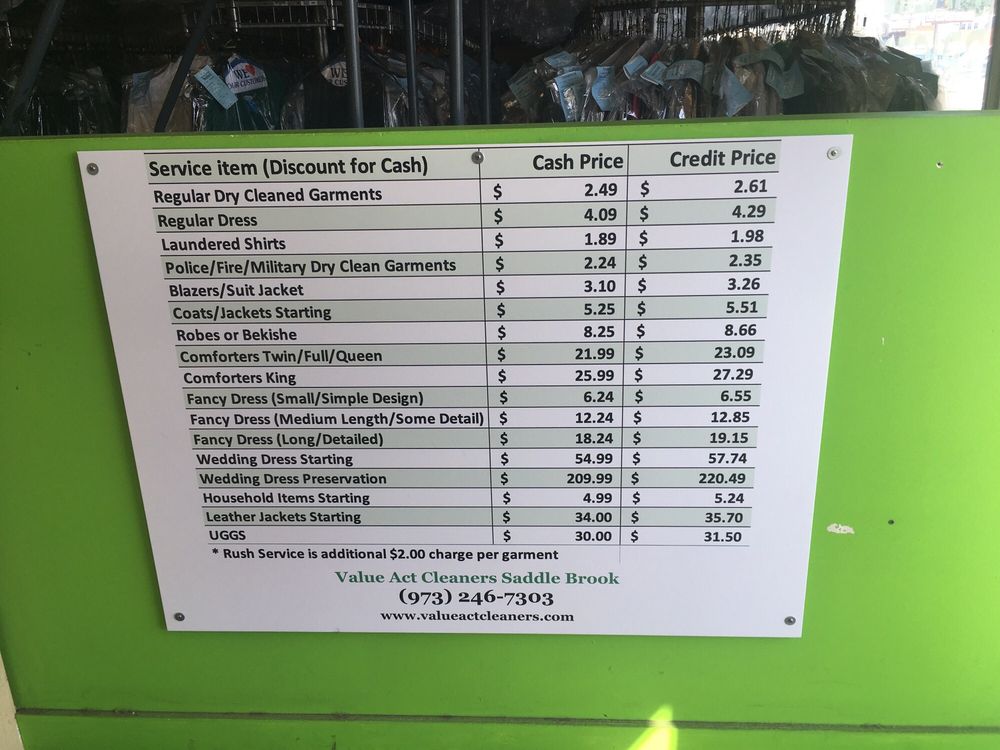 WE
OUR CUSTOM
WE
CUS
Service item (Discount for Cash) Cash Price Credit Price
Regular Dry Cleaned Garments $ 2.49 $ 2.61
Regular Dress $ 4.09 $ 4.29
Laundered Shirts $ 1.89 $ 1.98
Police/Fire/Military Dry Clean Garments $ 2.24 $ 2.35
Blazers/Suit Jacket $ 3.10 $ 3.26
Coats/Jackets Starting $ 5.25 $ 5.51
Robes or Bekishe $ 8.25 $ 8.66
Comforters Twin/Full/Queen $ 21.99 $ 23.09
Comforters King $ 25.99 $ 27.29
Fancy Dress (Small/Simple Design) $ 6.24 $ 6.55
Fancy Dress (Medium Length/Some Detail) $ 12.24 $ 12.85
Fancy Dress (Long/Detailed) $ 18.24 $ 19.15
Wedding Dress Starting $ 54.99 $ 57.74
Wedding Dress Preservation $ 209.99 $ 220.49
Household Items Starting $ 4.99 $ 5.24
Leather Jackets Starting $ 34.00 $ 35.70
UGGS $ 30.00 $ 31.50
* Rush Service is additional $2.00 charge per garment
Value Act Cleaners Saddle Brook
(973) 246-7303
www.valueactcleaners.com